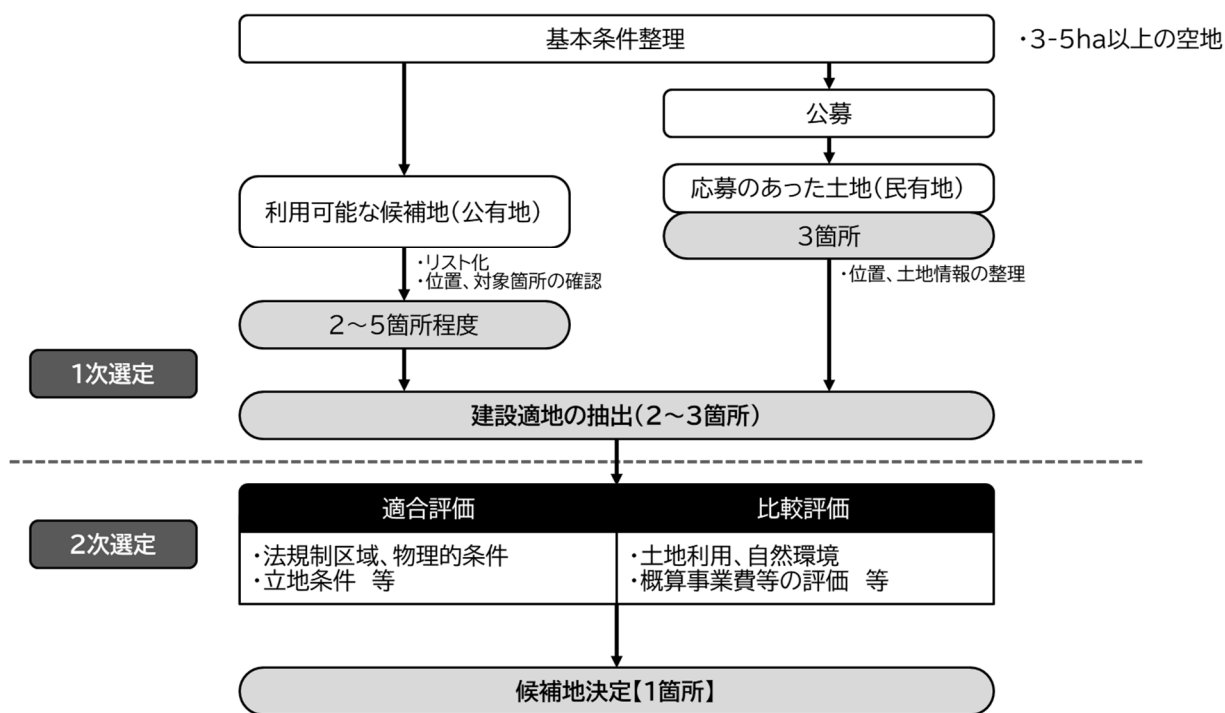 基本条件整理
・3-5ha以上の空地
公募
応募のあった土地(民有地)
3箇所
・位置、土地情報の整理
利用可能な候補地(公有地)
・リスト化
・位置、対象箇所の確認
2～5箇所程度
1次選定
建設適地の抽出(2～3箇所)
2次選定
適合評価
・法規制区域、物理的条件
・立地条件 等
比較評価
・土地利用、自然環境
・概算事業費等の評価 等
候補地決定【1箇所】